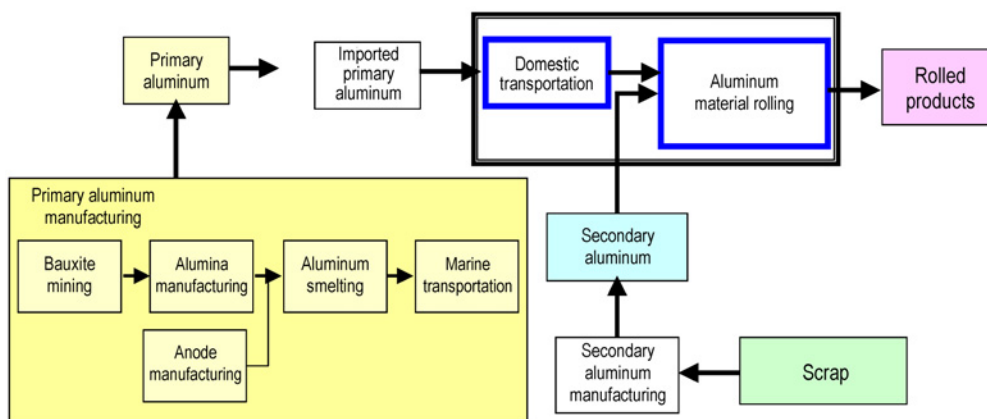 Primary
aluminum
Imported
primary
aluminum
Domestic
transportation
Aluminum
material rolling
Rolled
products
Primary aluminum
manufacturing
Bauxite
mining
Alumina
manufacturing
Aluminum
smelting
Marine
transportation
Anode
manufacturing
Secondary
aluminum
Secondary
aluminum
manufacturing
Scrap